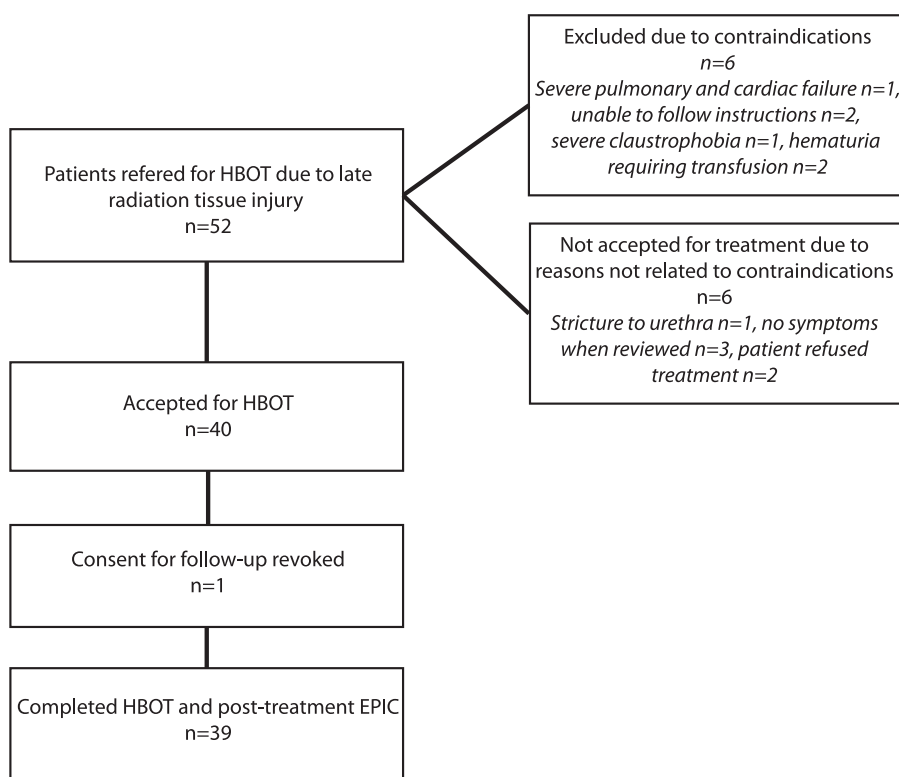 Excluded due to contraindications
n=6
Severe pulmonary and cardiac failure n=1,
unable to follow instructions n=2,
severe claustrophobia n=1, hematuria
requiring transfusion n=2
Patients refered for HBOT due to late
radiation tissue injury
n=52
Not accepted for treatment due to
reasons not related to contraindications
n=6
Stricture to urethra n=1, no symptoms
when reviewed n=3, patient refused
treatment n=2
Accepted for HBOT
n=40
Consent for follow-up revoked
n=1
Completed HBOT and post-treatment EPIC
n=39